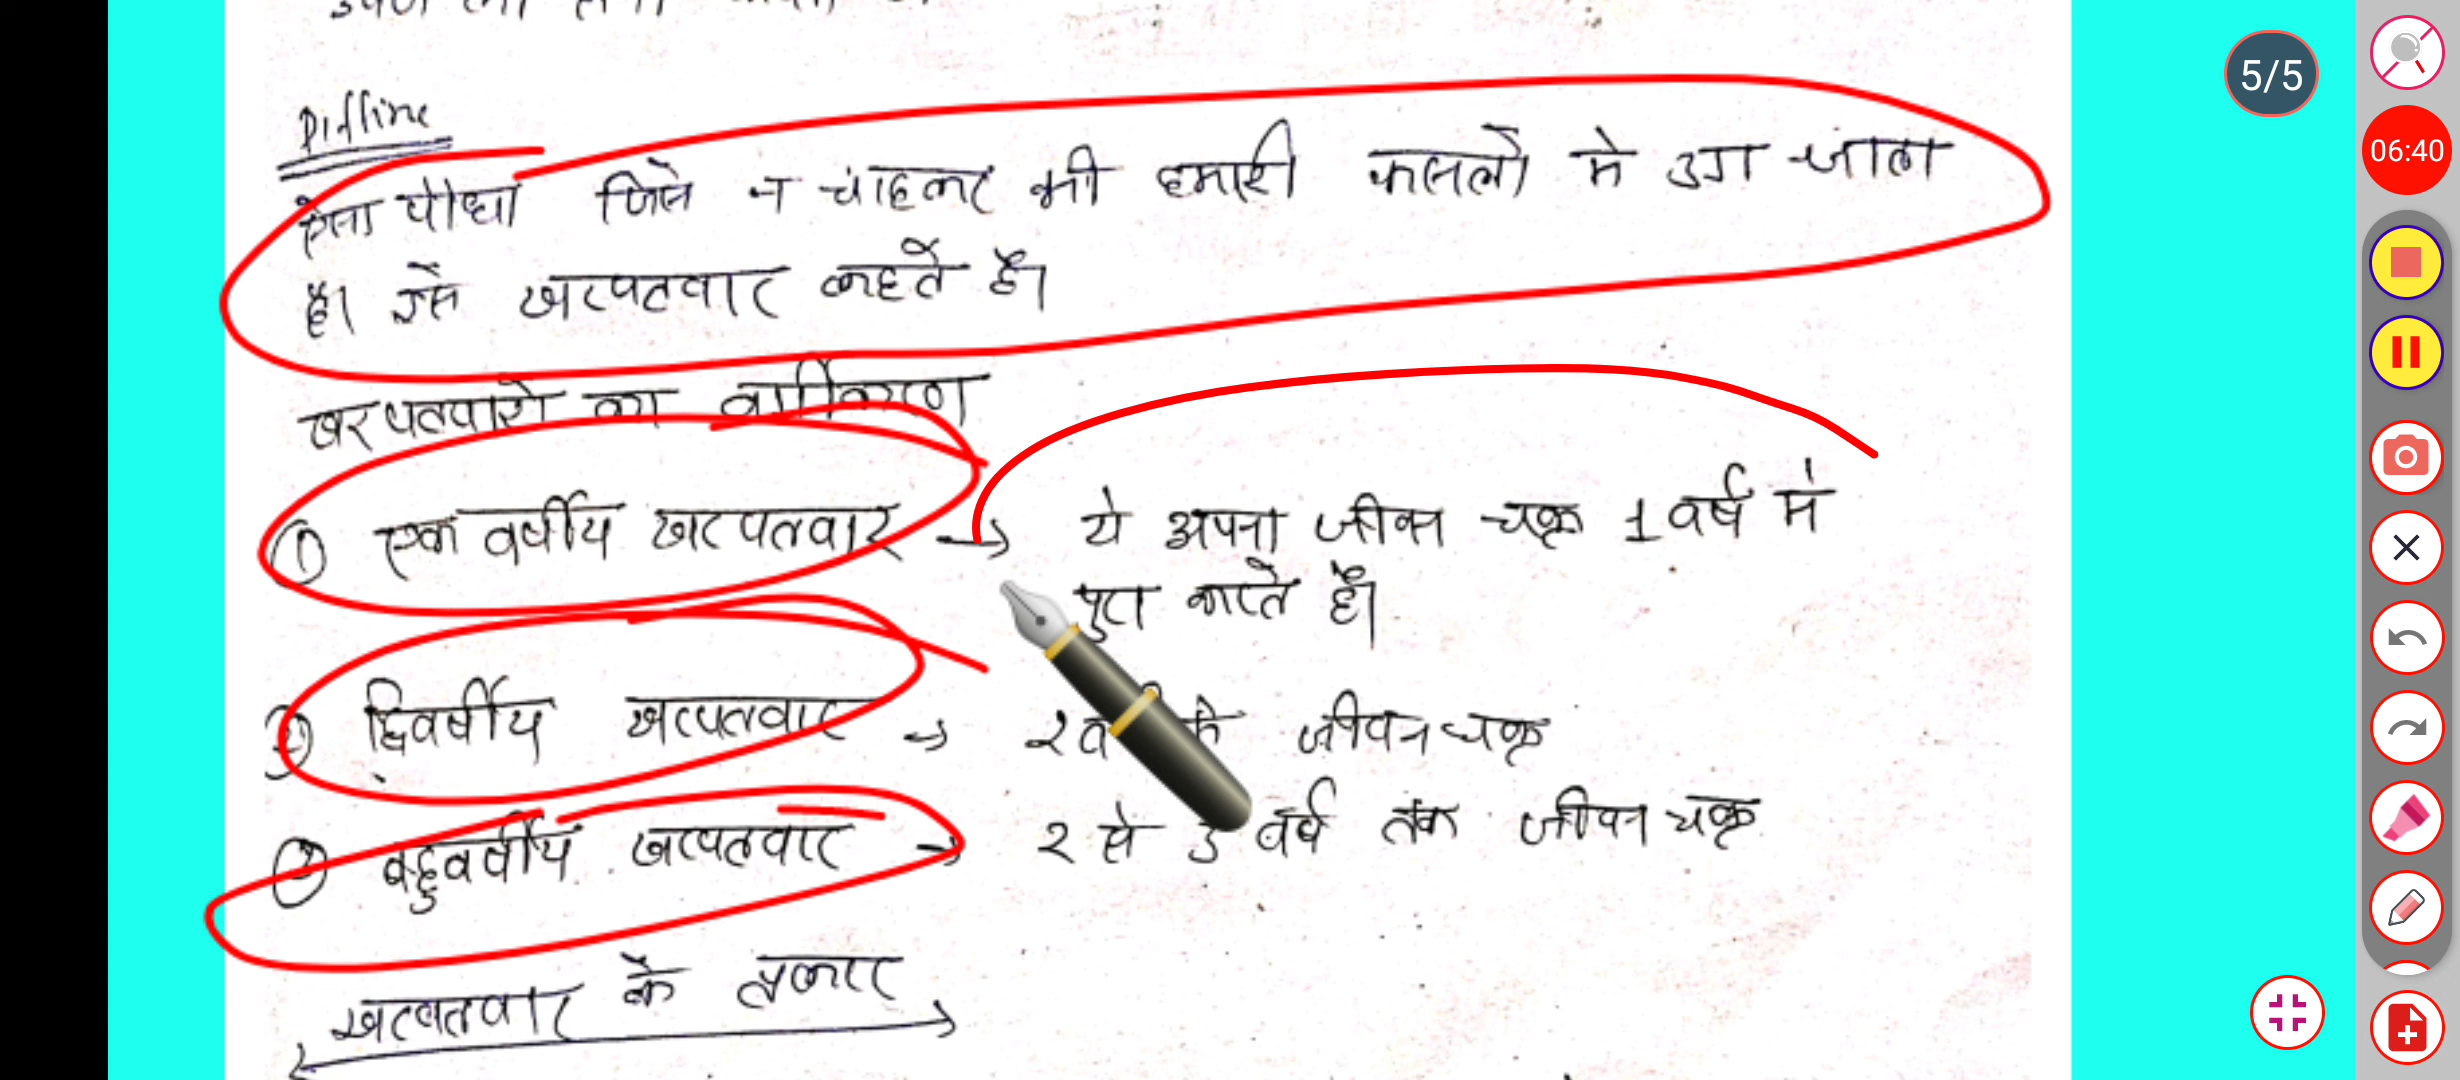 Difline
ऐसा पौधा जिसे न चाहकर भी हमारी फसलो मे उग जाता
है। उसे खरपतवार कहते है।
खरपतवारो का वर्गीकरण
① एक वर्षीय खरपतवार → ये अपना जीवन चक्र 1 वर्ष में
पुरा करते है।
② द्विवर्षीय खरपतवार → 2 के जीवन चक्र
③ बहुवर्षीय खरपतवार → 2 से 3 वर्ष तक जीवन चक्र
खरपतवार के प्रकार
5/5
06:40